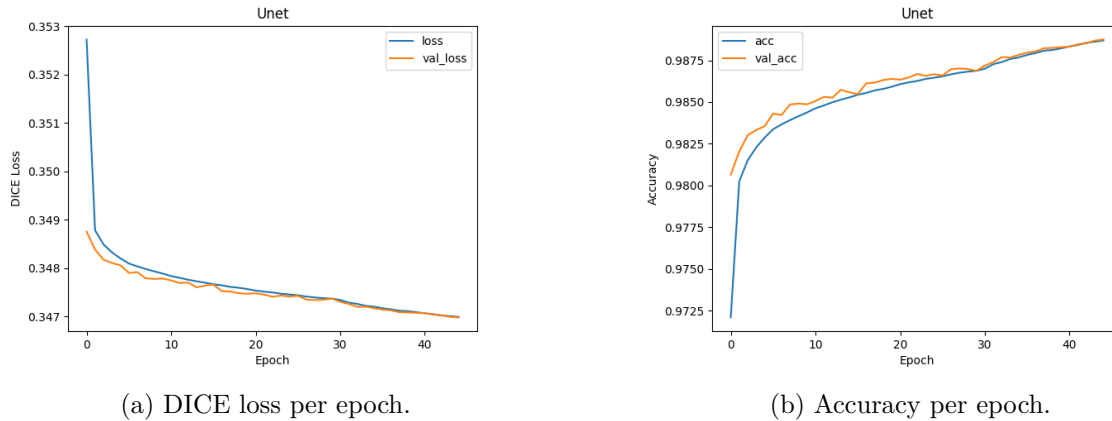 Unet
0.353
0.352
0.351
0.350
0.349
0.348
0.347
DICE Loss
loss
val_loss
0 10 20 30 40
Epoch
(a) DICE loss per epoch.
Unet
0.9875
0.9850
0.9825
0.9800
0.9775
0.9750
0.9725
Accuracy
acc
val_acc
0 10 20 30 40
Epoch
(b) Accuracy per epoch.